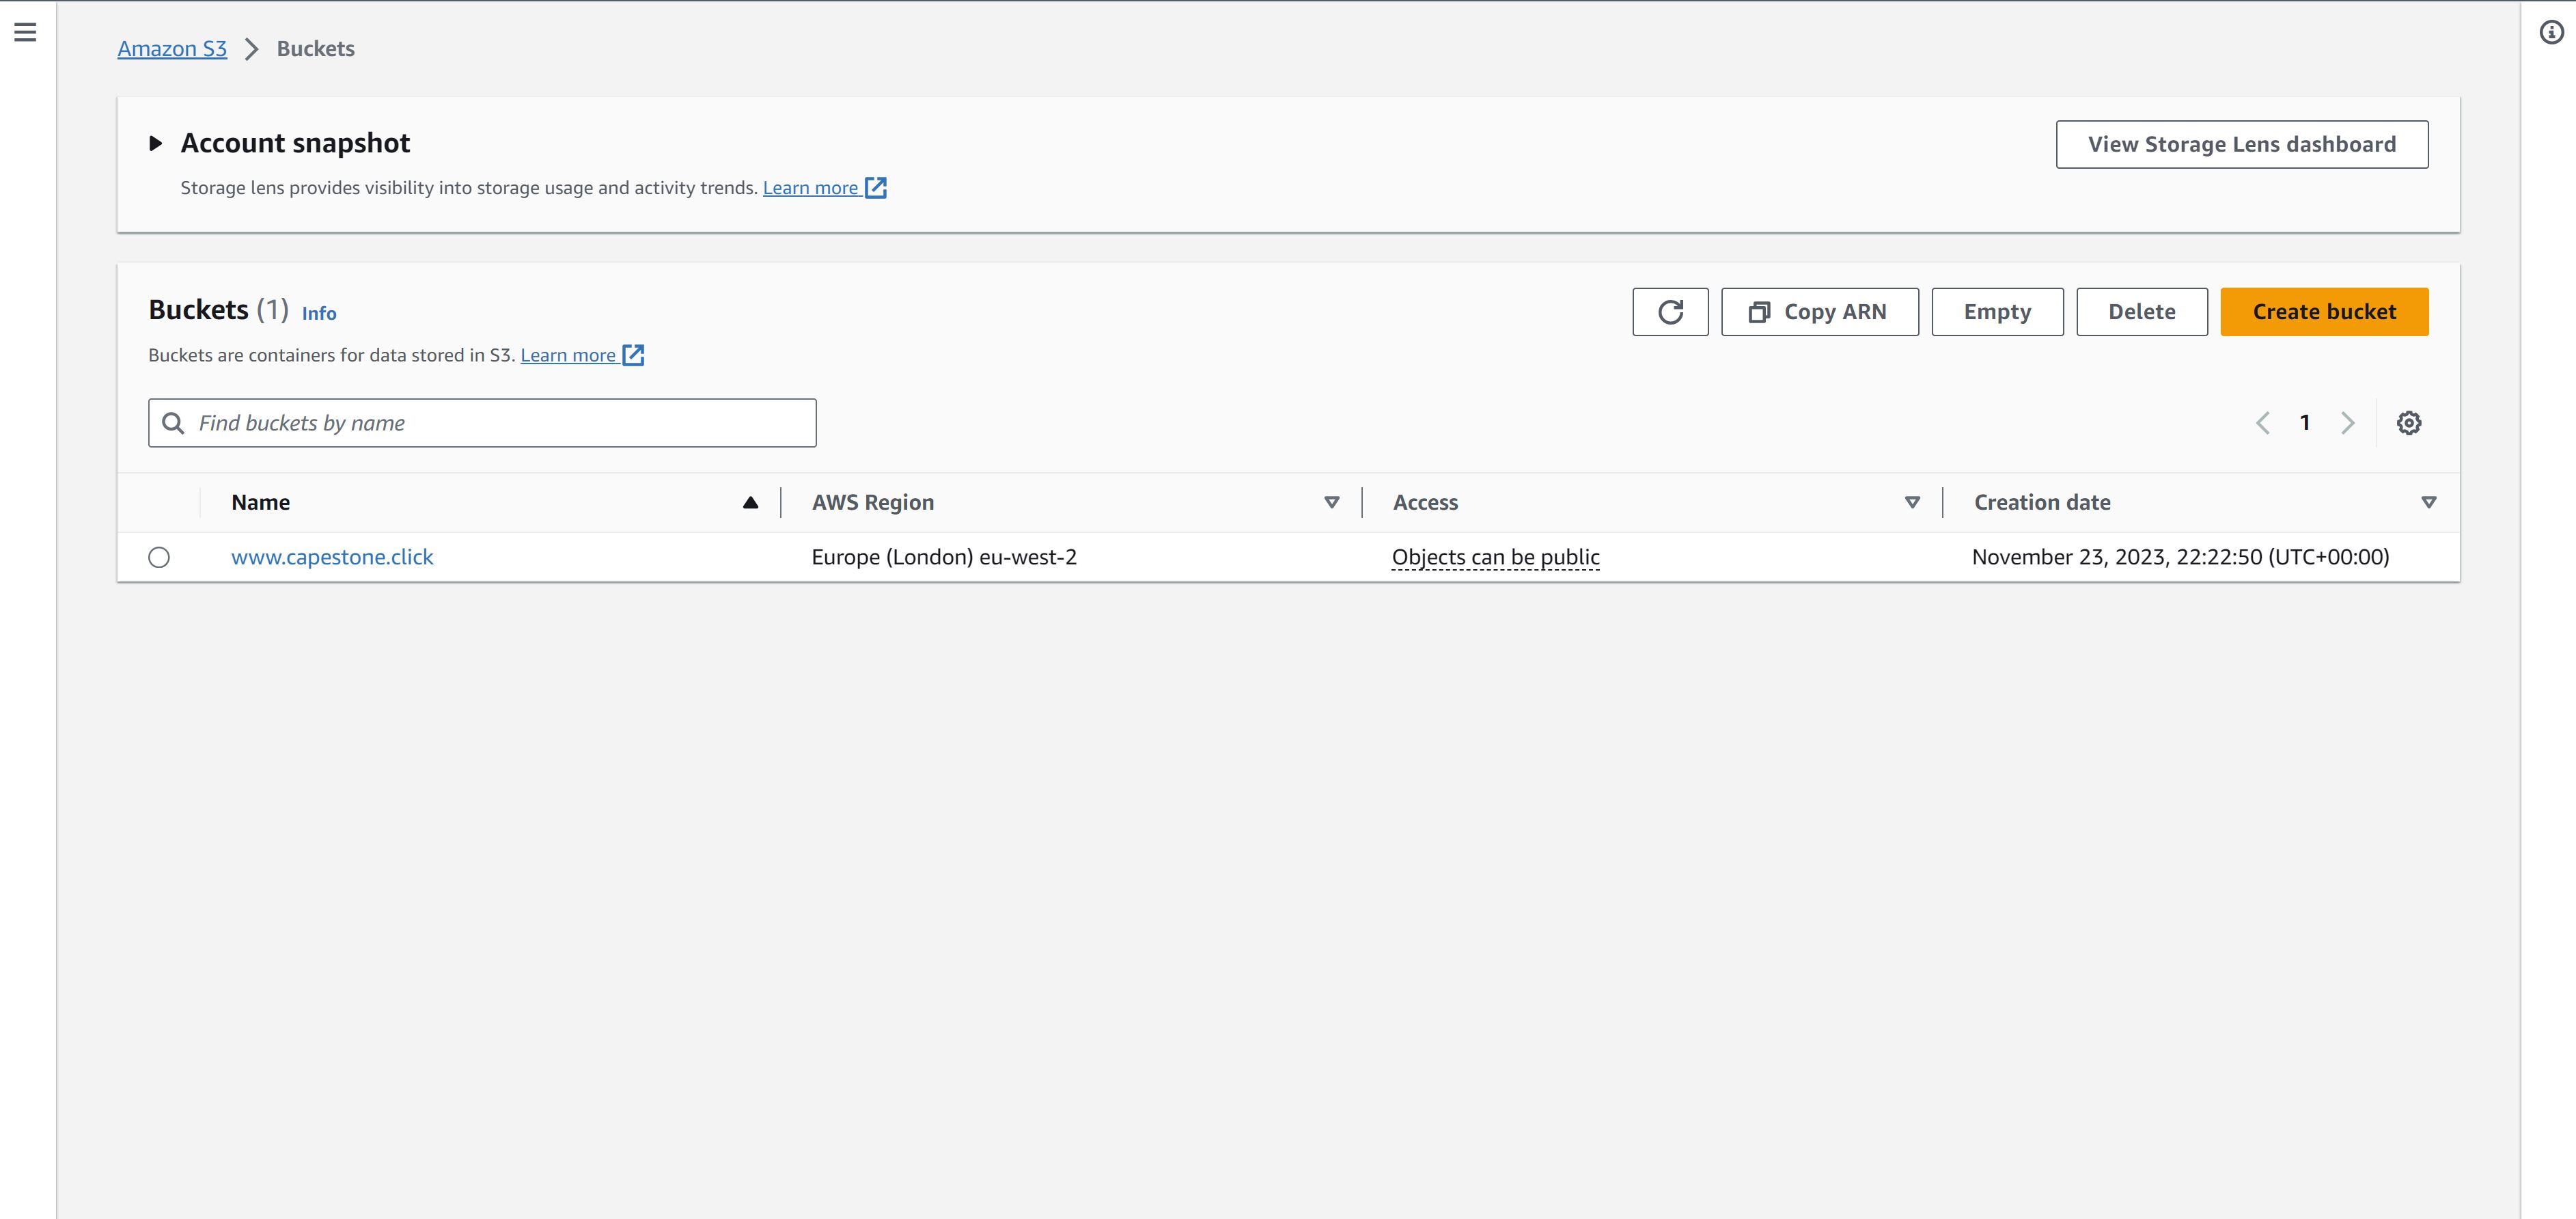 Amazon S3 > Buckets
Account snapshot
View Storage Lens dashboard
Storage lens provides visibility into storage usage and activity trends. Learn more
Buckets (1) Info
Copy ARN
Empty
Delete
Create bucket
Buckets are containers for data stored in S3. Learn more
Find buckets by name
1
Name AWS Region Access Creation date
www.capestone.click Europe (London) eu-west-2 Objects can be public November 23, 2023, 22:22:50 (UTC+00:00)